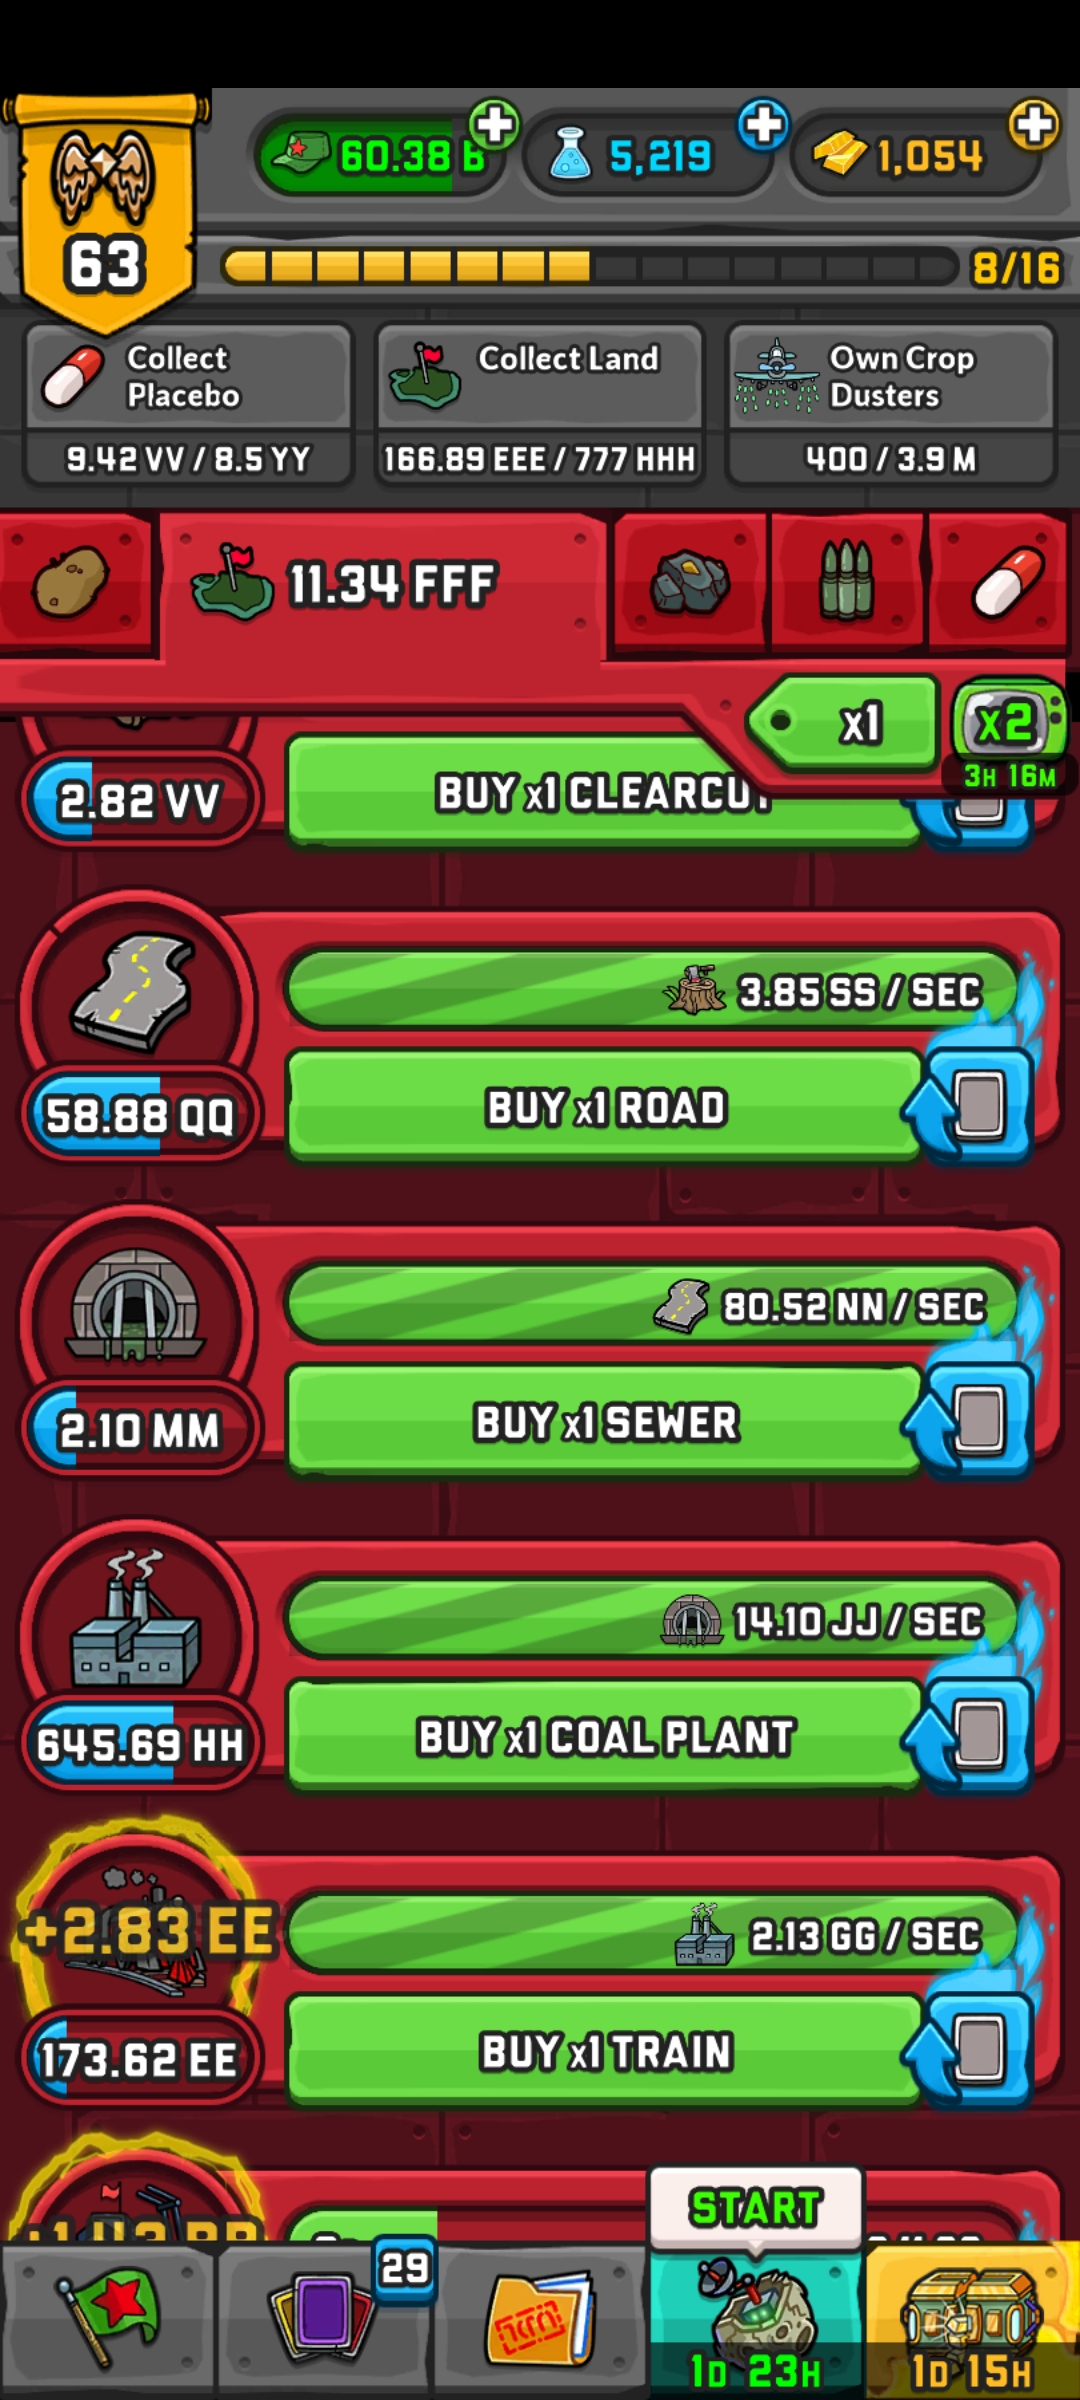 60.38 B
5,219
1,054
63
8/16
Collect
Placebo
9.42 VV / 8.5 YY
Collect Land
166.89 EEE / 777 HHH
Own Crop
Dusters
400 / 3.9 M
11.34 FFF
x1
x2
3H 16M
2.82 VV
BUY x1 CLEARCUT
3.85 SS / SEC
58.88 QQ
BUY x1 ROAD
80.52 NN / SEC
2.10 MM
BUY x1 SEWER
14.10 JJ / SEC
645.69 HH
BUY x1 COAL PLANT
+2.83 EE
2.13 GG / SEC
173.62 EE
BUY x1 TRAIN
START
29
1D 23H
1D 15H